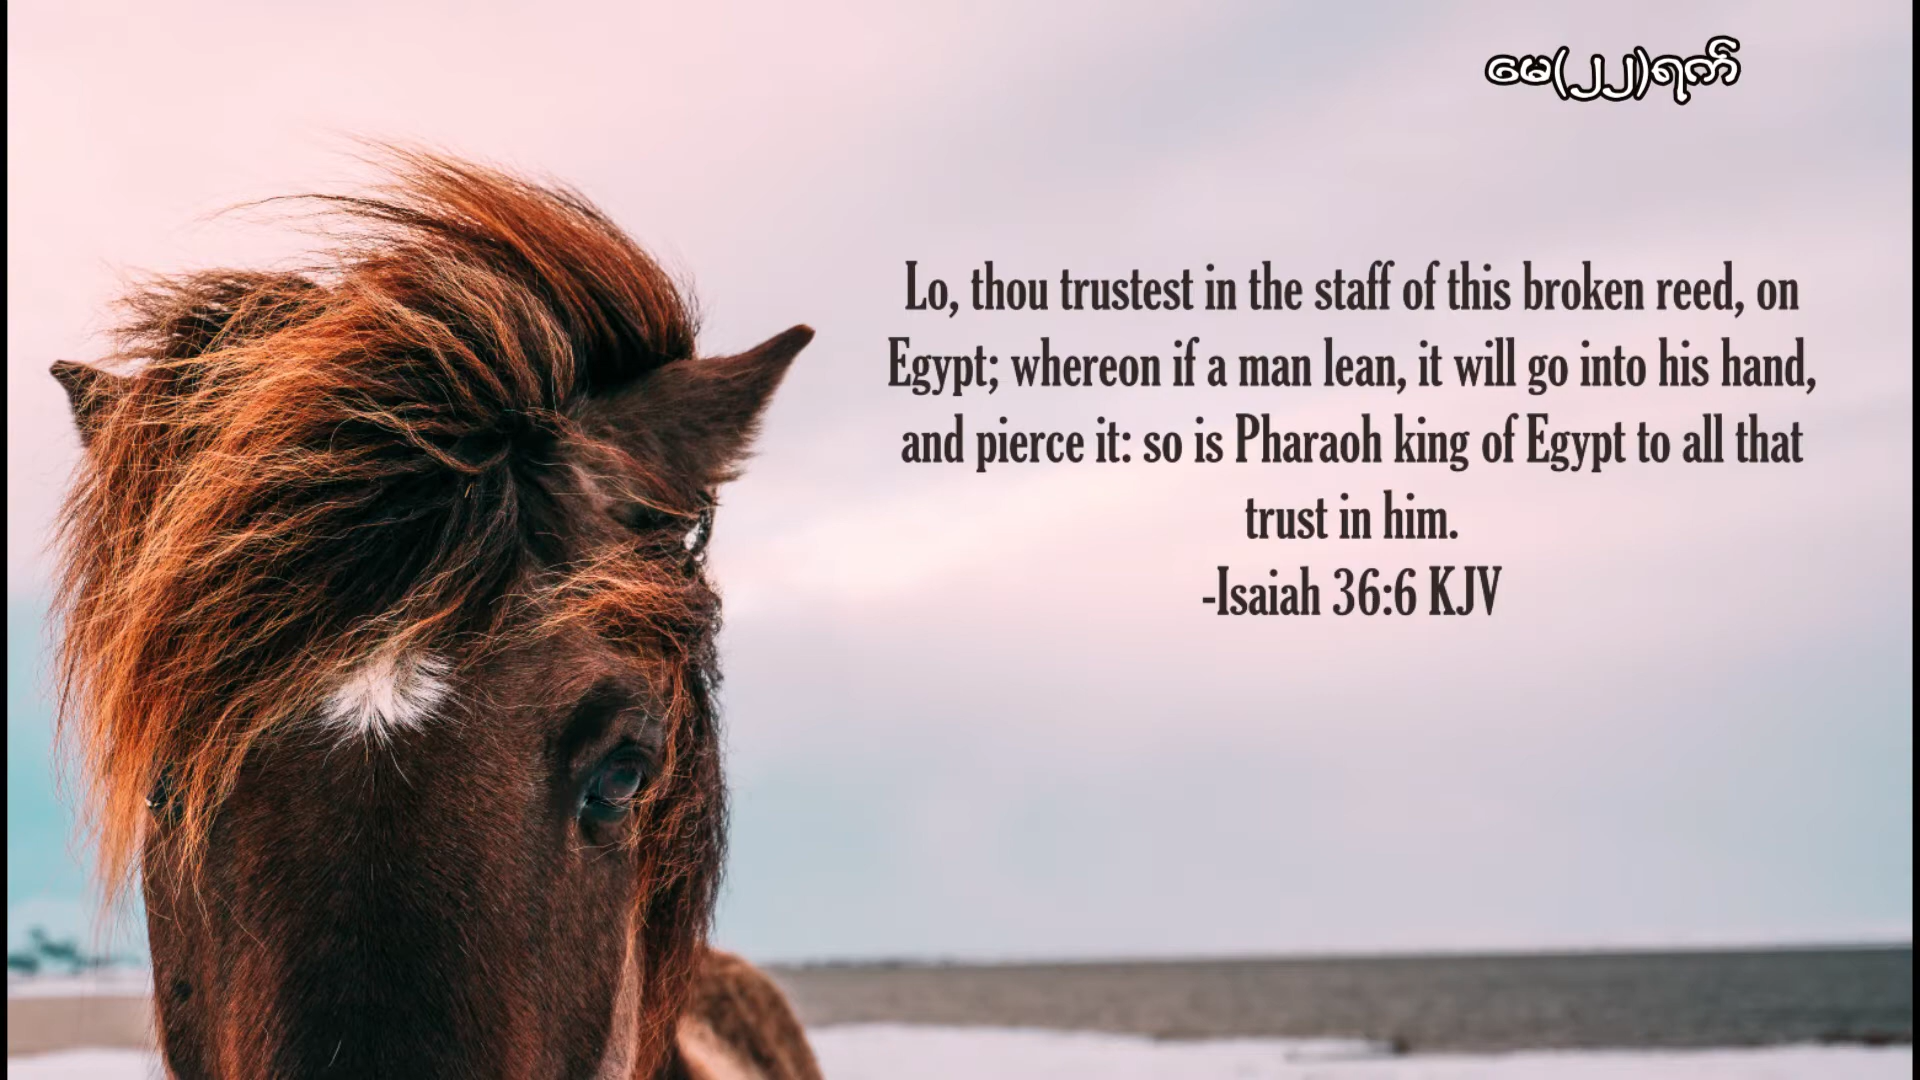 မေ(၂၂)ရက်
Lo, thou trustest in the staff of this broken reed, on
Egypt; whereon if a man lean, it will go into his hand,
and pierce it: so is Pharaoh king of Egypt to all that
trust in him.
-Isaiah 36:6 KJV